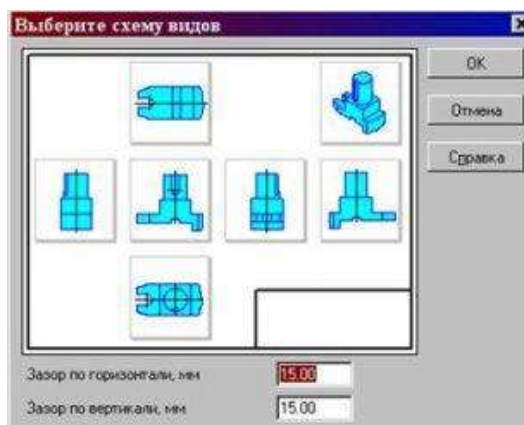 Выберите схему видов
OK
Отмена
Справка
Зазор по горизонтали, мм 15.00
Зазор по вертикали, мм 15.00